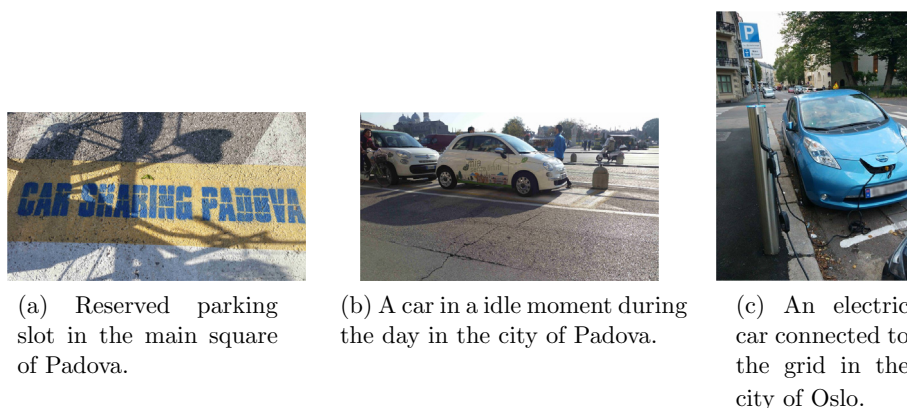 CAR SHARING PADOVA
P
(a) Reserved parking
slot in the main square
of Padova.
(b) A car in a idle moment during
the day in the city of Padova.
(c) An electric
car connected to
the grid in the
city of Oslo.